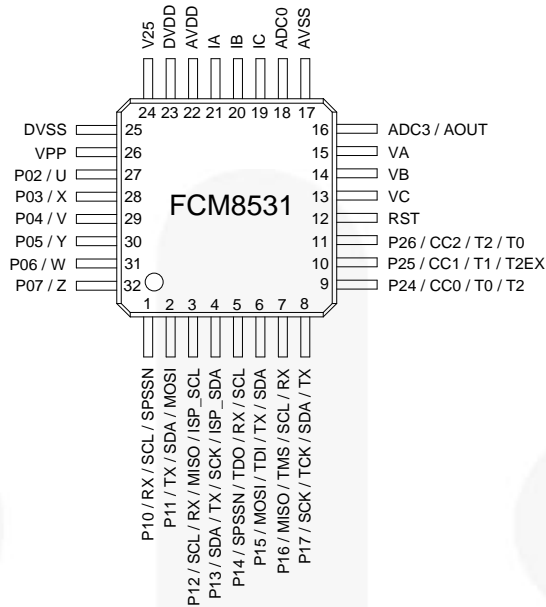 V25
DVDD
AVDD
IA
IB
IC
ADC0
AVSS
24
23
22
21
20
19
18
17
DVSS
25
VPP
26
P02 / U
27
P03 / X
28
P04 / V
29
P05 / Y
30
P06 / W
31
P07 / Z
32
FCM8531
16
ADC3 / AOUT
15
VA
14
VB
13
VC
12
RST
11
P26 / CC2 / T2 / T0
10
P25 / CC1 / T1 / T2EX
9
P24 / CC0 / T0 / T2
1
2
3
4
5
6
7
8
P10 / RX / SCL / SPSSN
P11 / TX / SDA / MOSI
P12 / SCL / RX / MISO / ISP_SCL
P13 / SDA / TX / SCK / ISP_SDA
P14 / SPSSN / TDO / RX / SCL
P15 / MOSI / TDI / TX / SDA
P16 / MISO / TMS / SCL / RX
P17 / SCK / TCK / SDA / TX